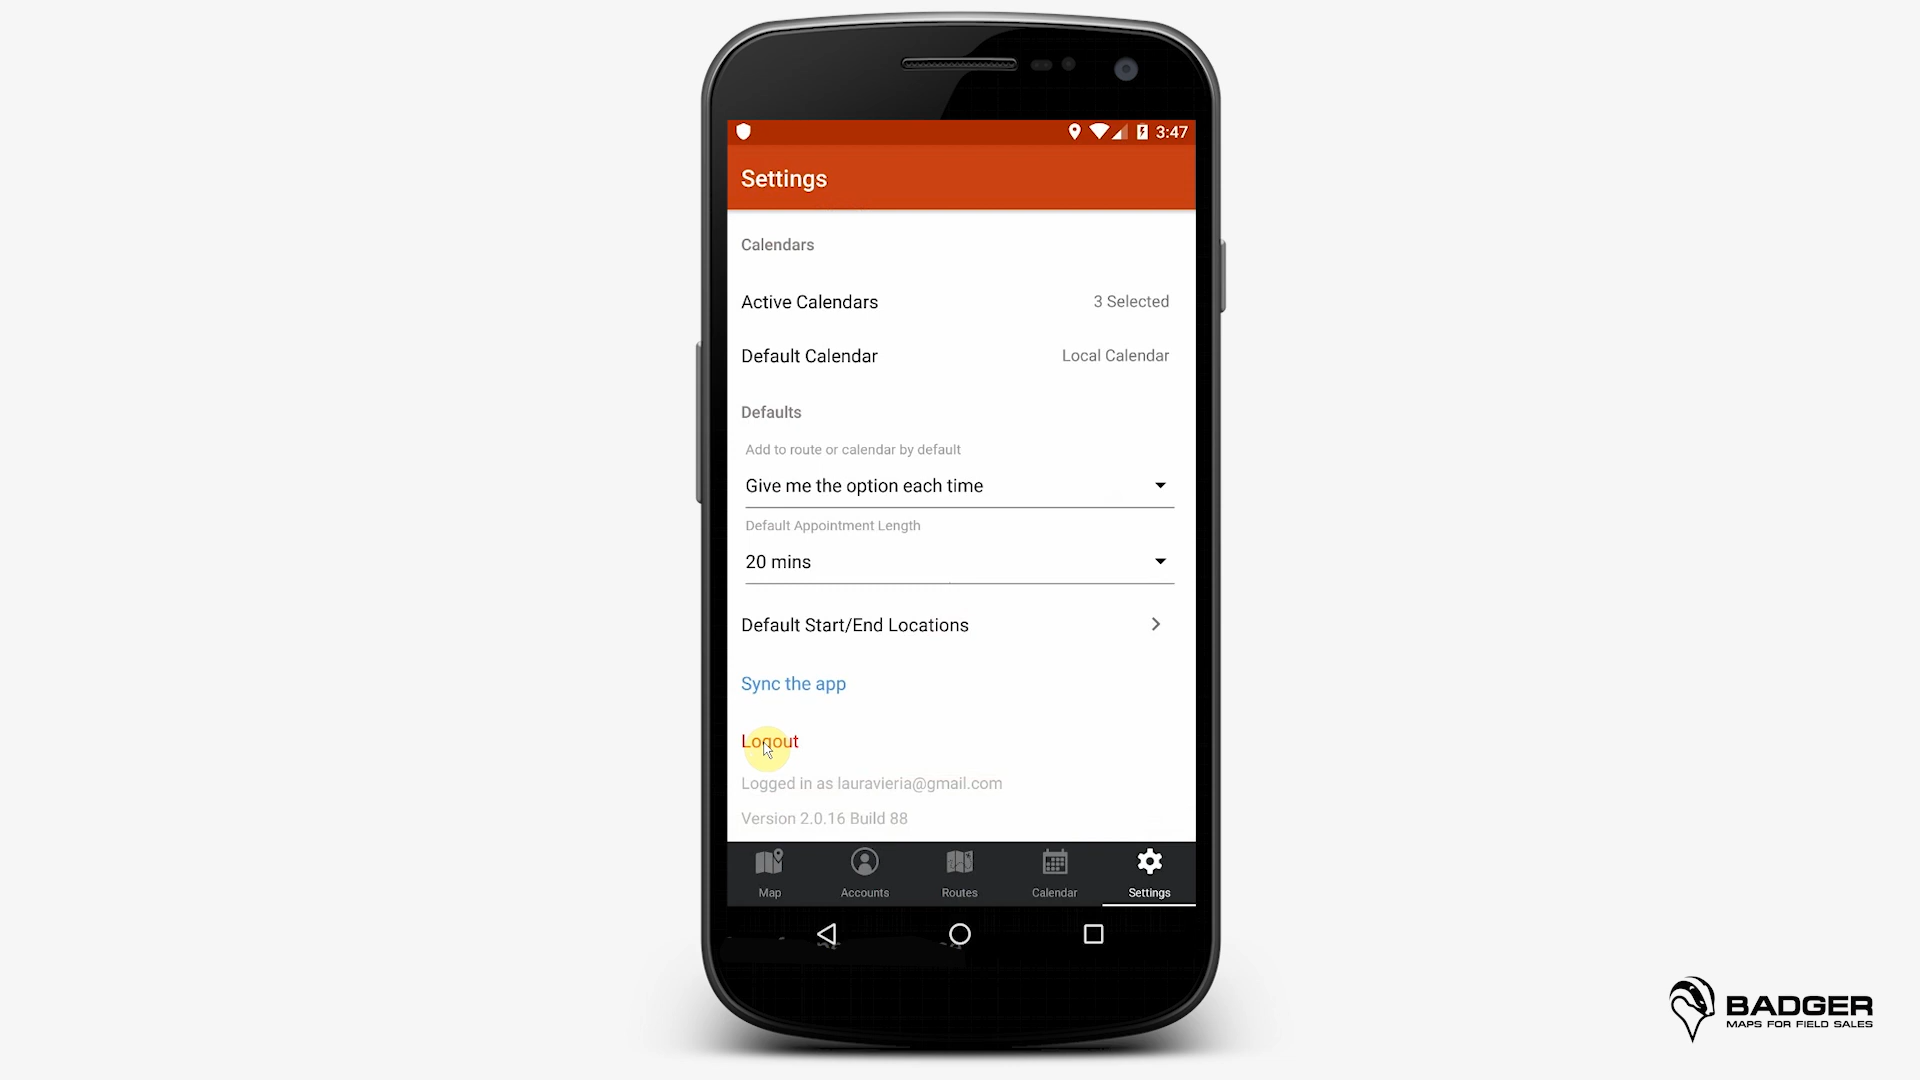 3:47
Settings
Calendars
Active Calendars 3 Selected
Default Calendar Local Calendar
Defaults
Add to route or calendar by default
Give me the option each time
Default Appointment Length
20 mins
Default Start/End Locations
Sync the app
Logout
Logged in as lauravieria@gmail.com
Version 2.0.16 Build 88
Map Accounts Routes Calendar Settings
BADGER
MAPS FOR FIELD SALES